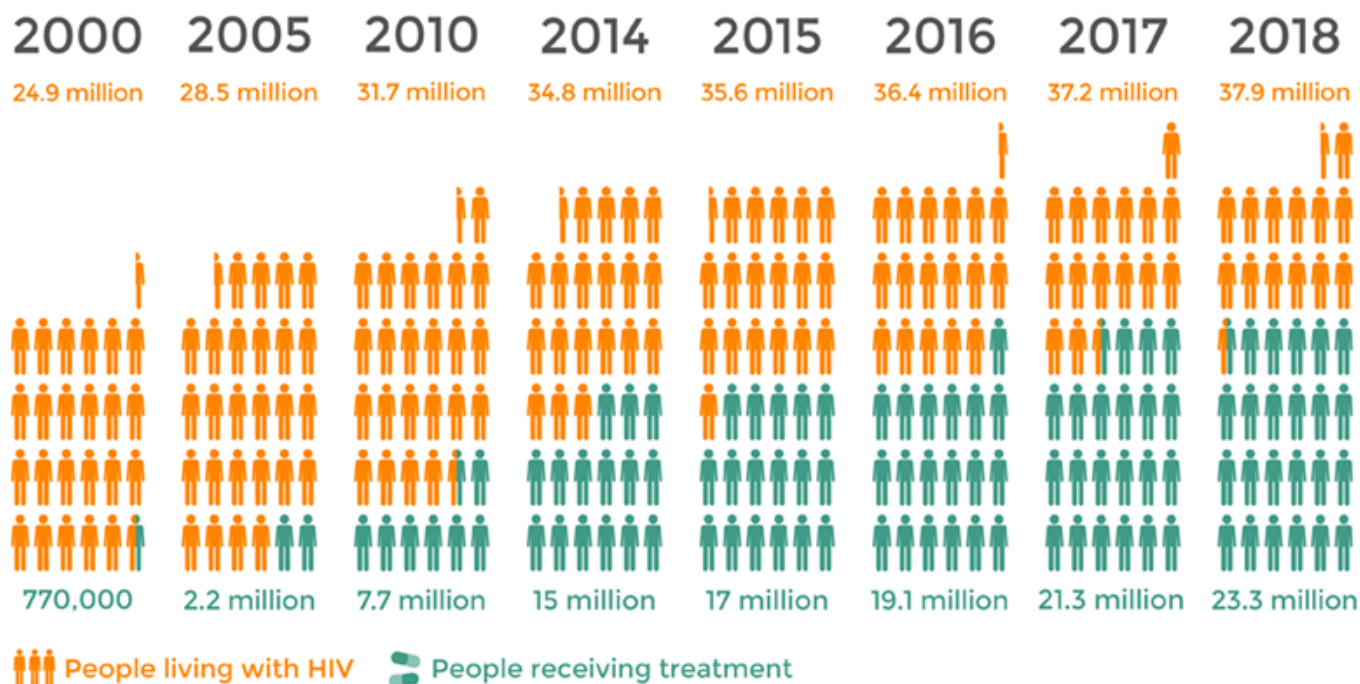 2000 2005 2010 2014 2015 2016 2017 2018
24.9 million 28.5 million 31.7 million 34.8 million 35.6 million 36.4 million 37.2 million 37.9 million
770,000 2.2 million 7.7 million 15 million 17 million 19.1 million 21.3 million 23.3 million
People living with HIV People receiving treatment